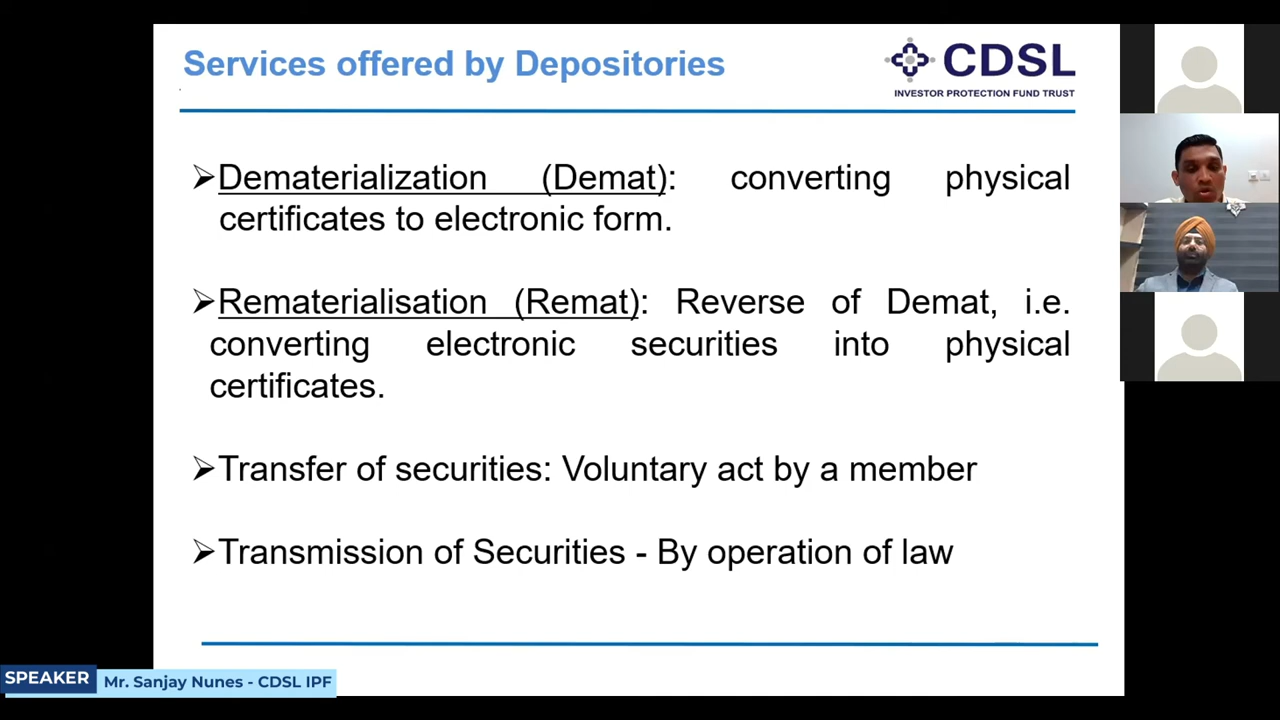 Services offered by Depositories
CDSL
INVESTOR PROTECTION FUND TRUST
➢Dematerialization (Demat): converting physical
certificates to electronic form.
➢Rematerialisation (Remat): Reverse of Demat, i.e.
converting electronic securities into physical
certificates.
➢Transfer of securities: Voluntary act by a member
➢Transmission of Securities - By operation of law
SPEAKER
Mr. Sanjay Nunes - CDSL IPF